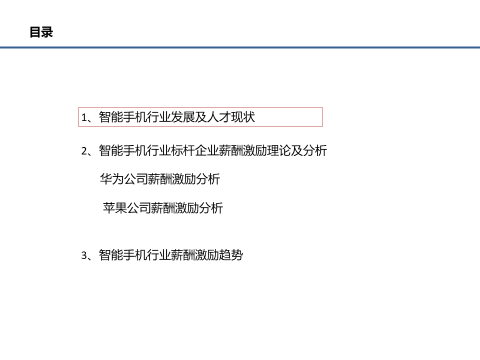 目录
1、智能手机行业发展及人才现状
2、智能手机行业标杆企业薪酬激励理论及分析
华为公司薪酬激励分析
苹果公司薪酬激励分析
3、智能手机行业薪酬激励趋势